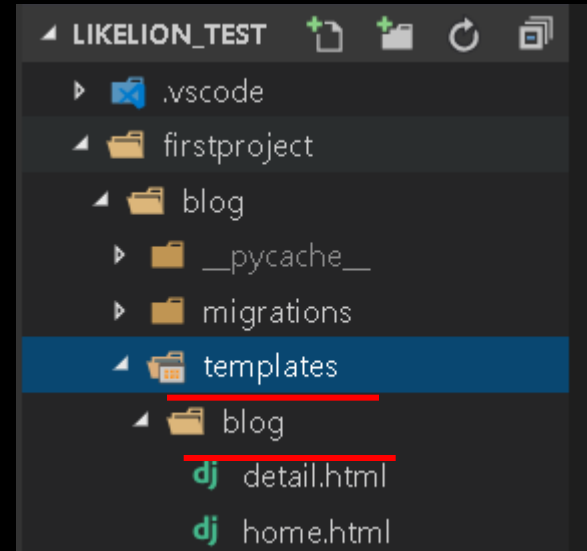 LIKELION_TEST
.vscode
firstproject
blog
__pycache__
migrations
templates
blog
dj detail.html
dj home.html